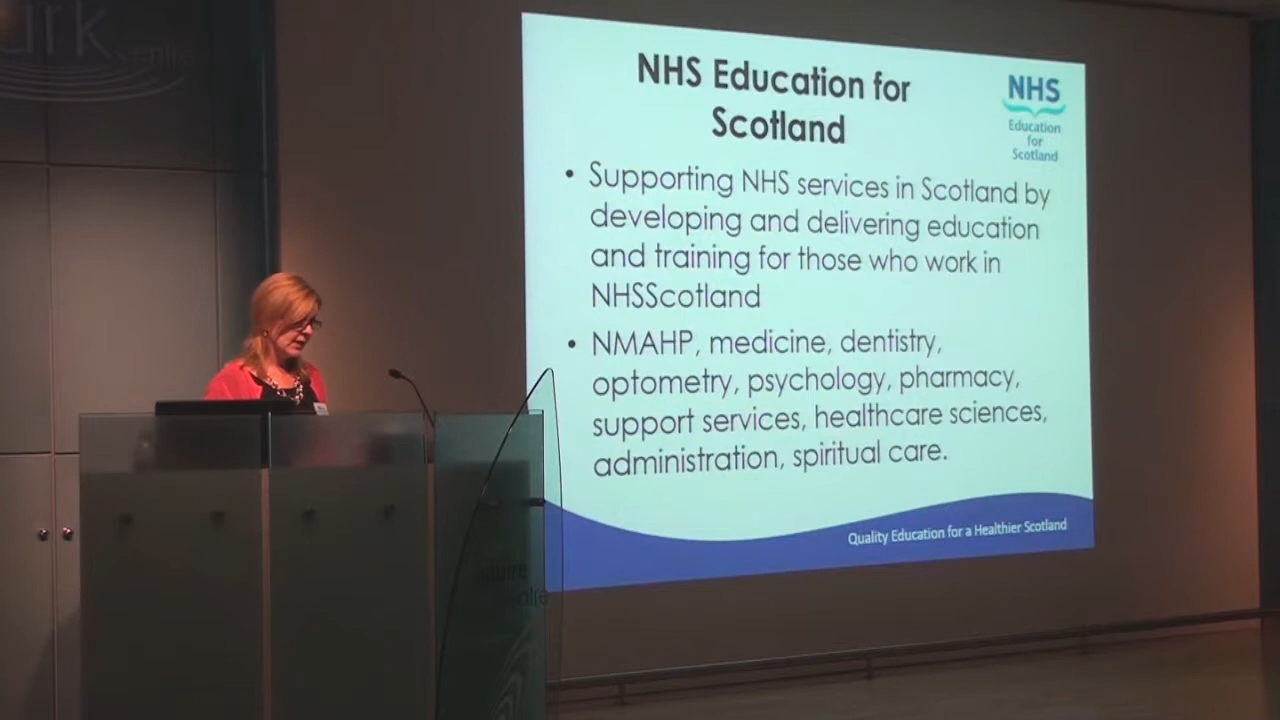 NHS Education for
Scotland
NHS
Education
for
Scotland
• Supporting NHS services in Scotland by
developing and delivering education
and training for those who work in
NHSScotland
• NMAHP, medicine, dentistry,
optometry, psychology, pharmacy,
support services, healthcare sciences,
administration, spiritual care.
Quality Education for a Healthier Scotland